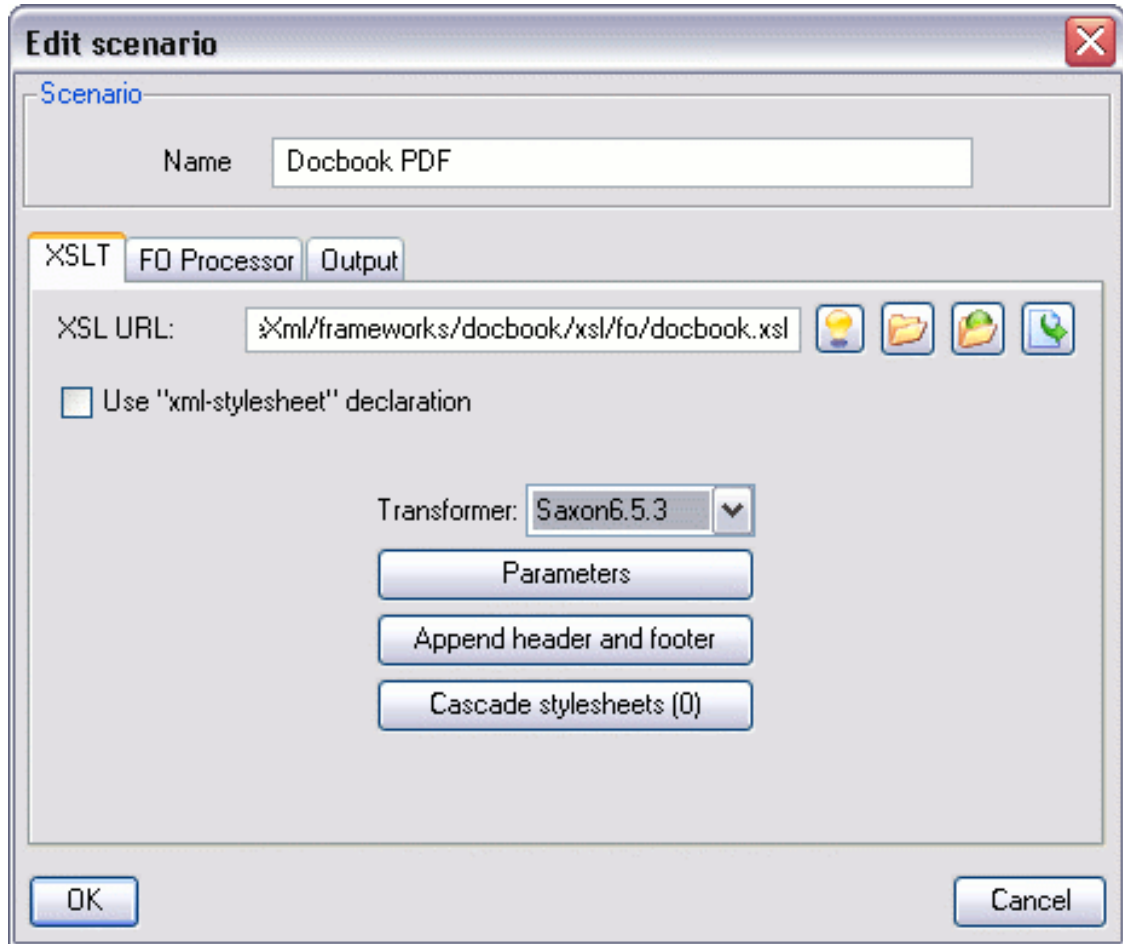 Edit scenario
Scenario
Name Docbook PDF
XSLT FO Processor Output
XSL URL: Xml/frameworks/docbook/xsl/fo/docbook.xsl
Use "xml-stylesheet" declaration
Transformer: Saxon6.5.3
Parameters
Append header and footer
Cascade stylesheets (0)
OK Cancel